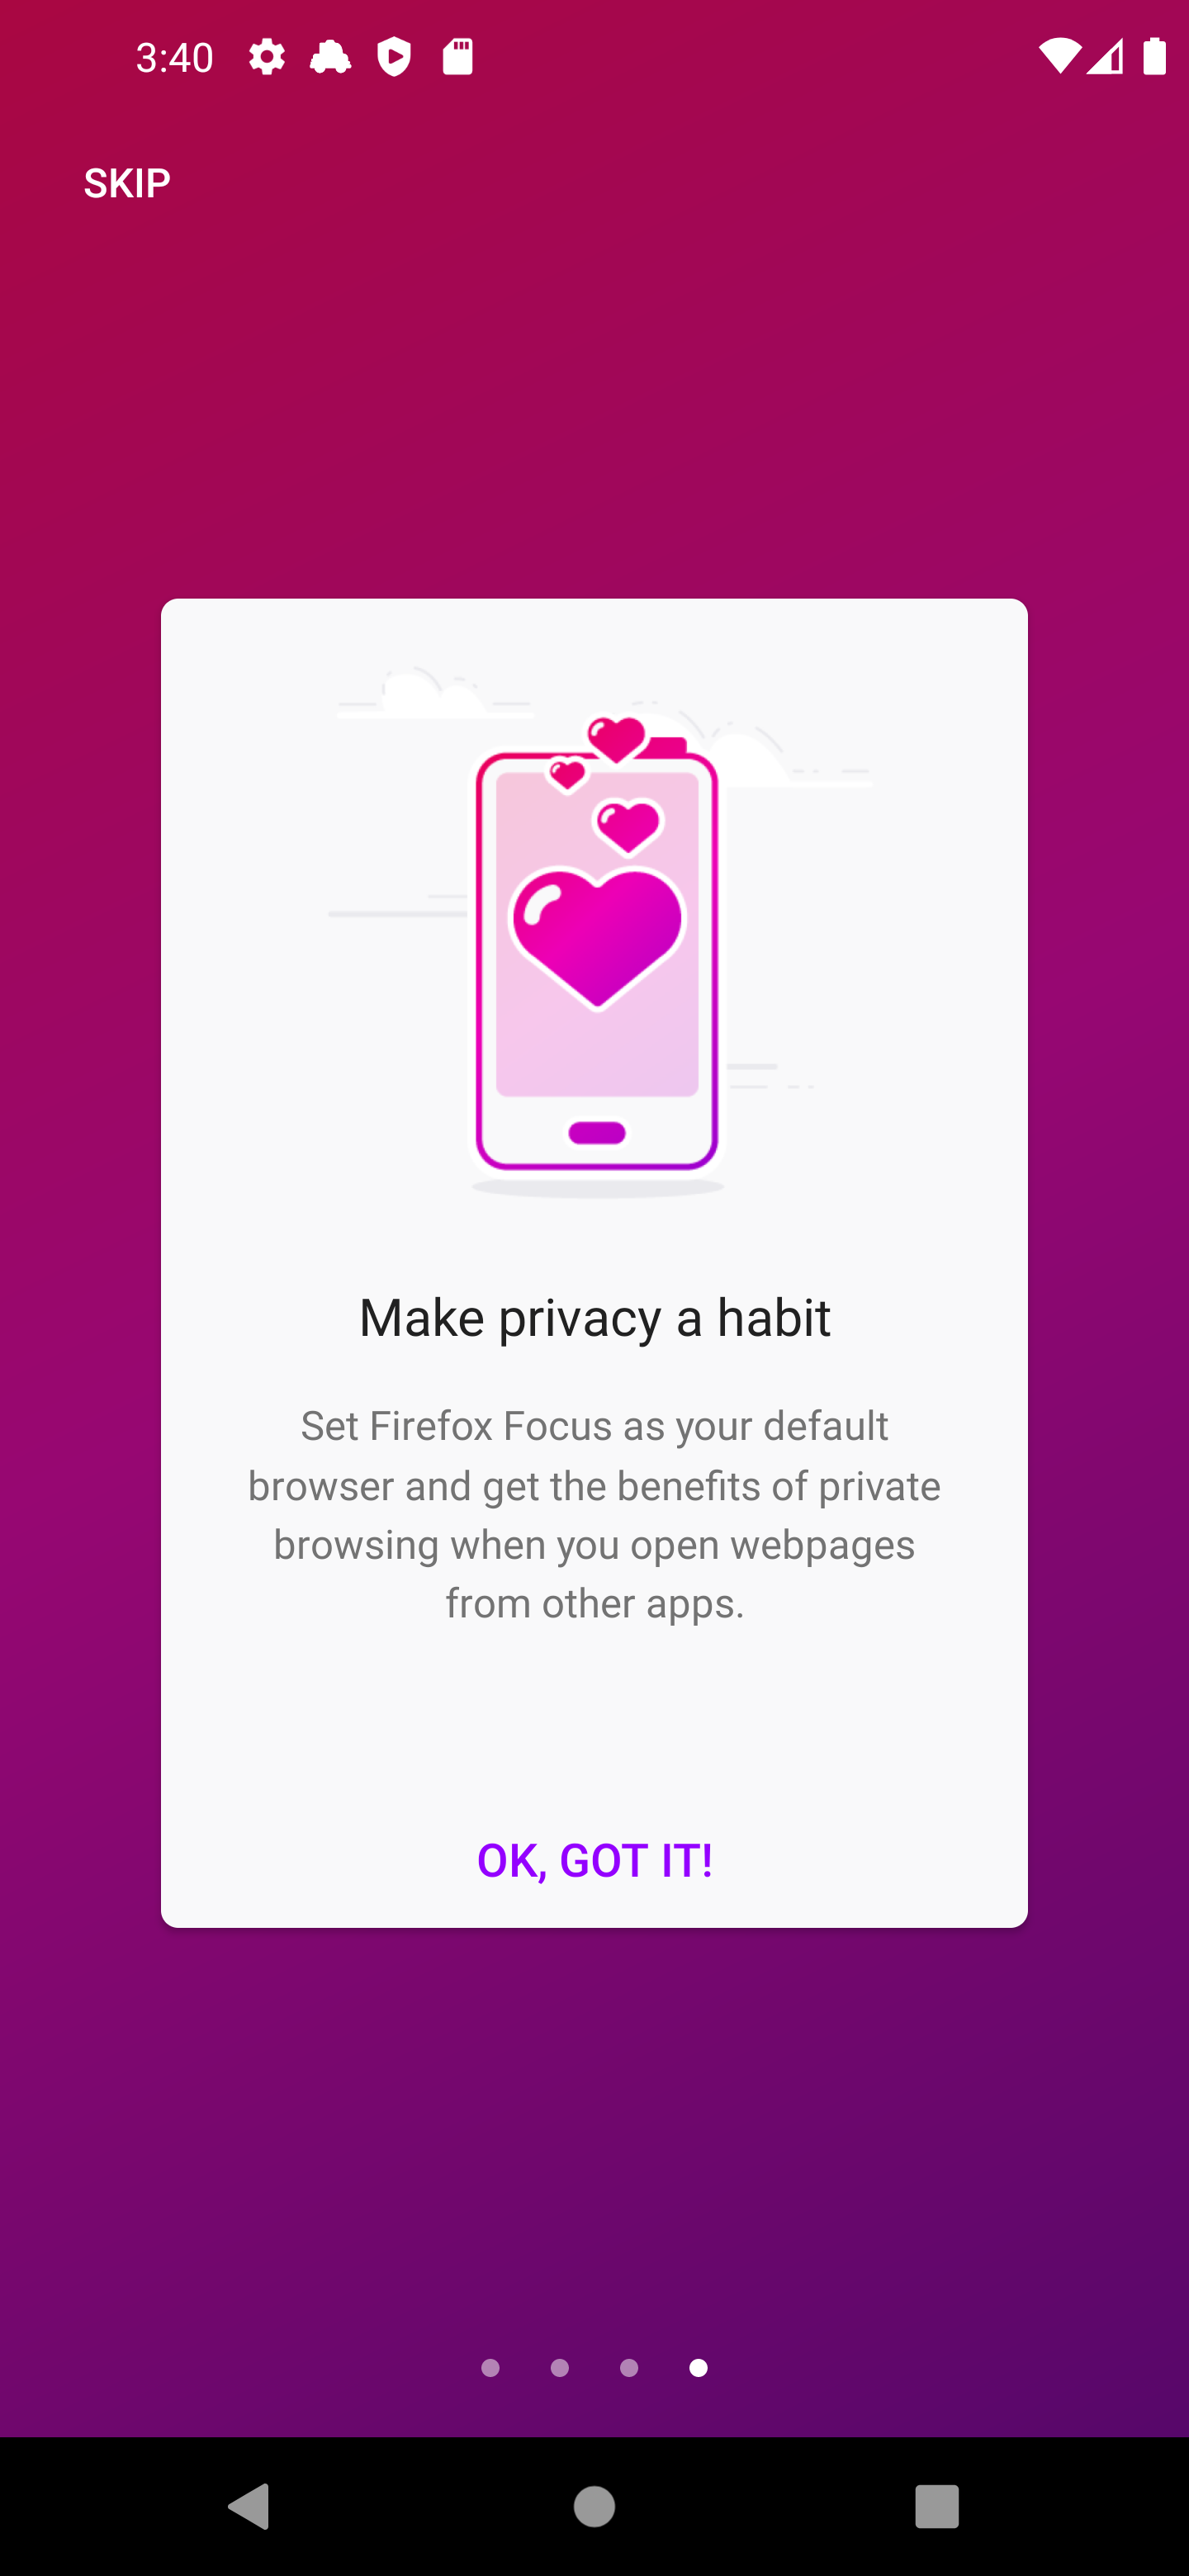 3:40
SKIP
Make privacy a habit
Set Firefox Focus as your default
browser and get the benefits of private
browsing when you open webpages
from other apps.
OK, GOT IT!